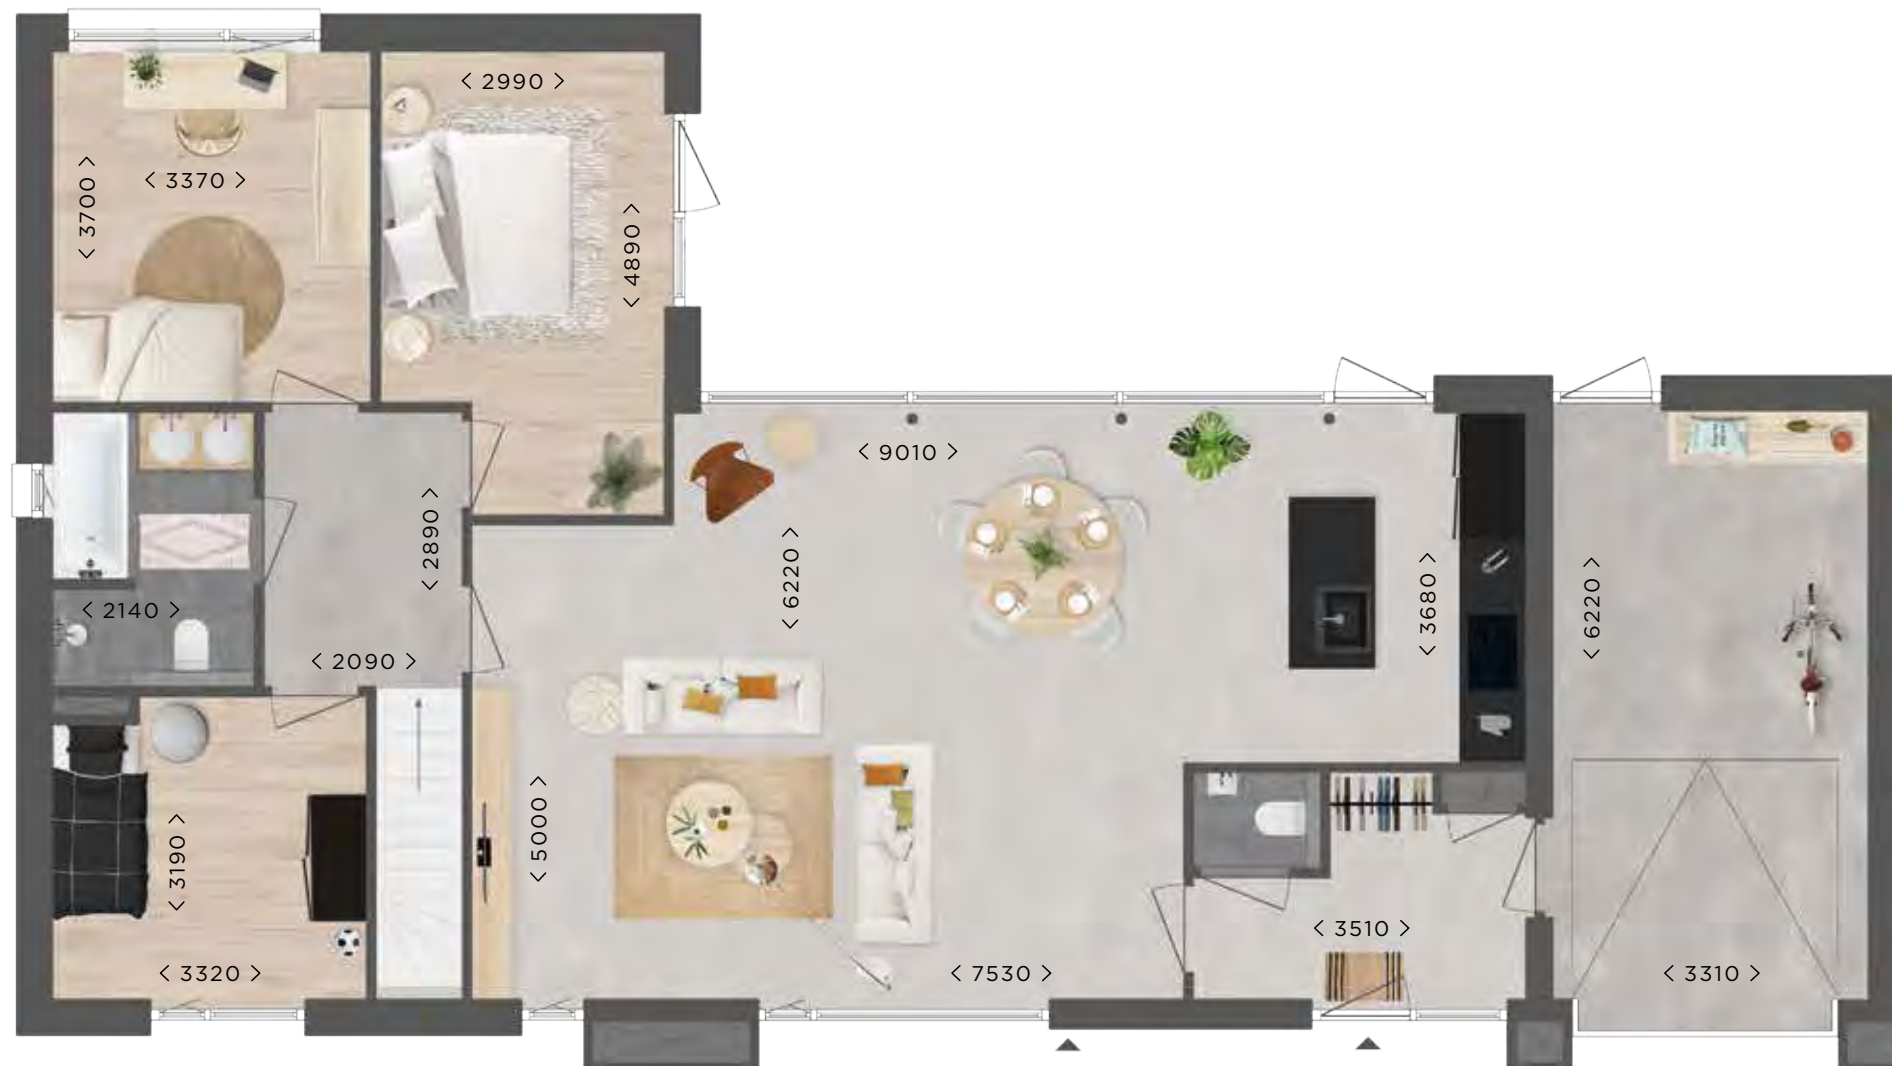 < 2990 >
< 3700 >
< 3370 >
< 4890 >
< 9010 >
< 2890 >
< 6220 >
< 3680 >
< 6220 >
< 2140 >
< 2090 >
< 5000 >
< 3190 >
< 3510 >
< 3320 >
< 7530 >
< 3310 >